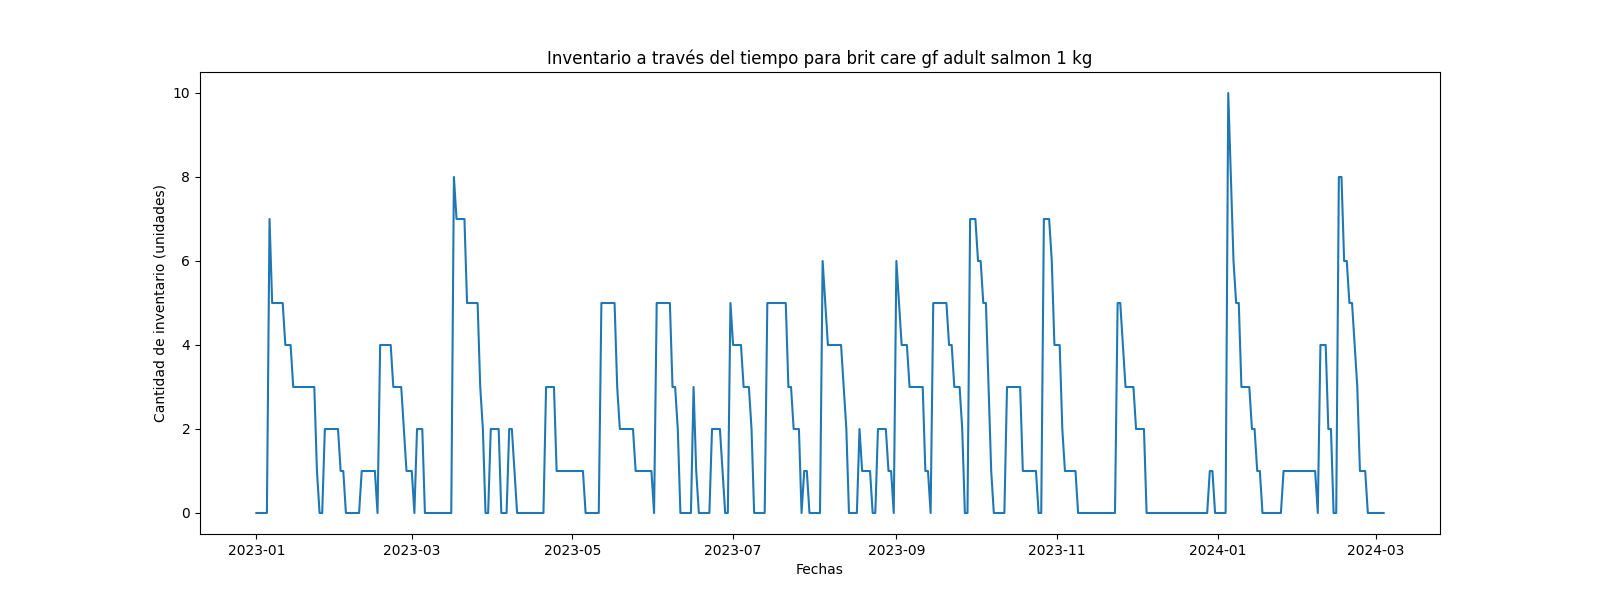 Inventario a través del tiempo para brit care gf adult salmon 1 kg
Cantidad de inventario (unidades)
10
8
6
4
2
0
2023-01 2023-03 2023-05 2023-07 2023-09 2023-11 2024-01 2024-03
Fechas